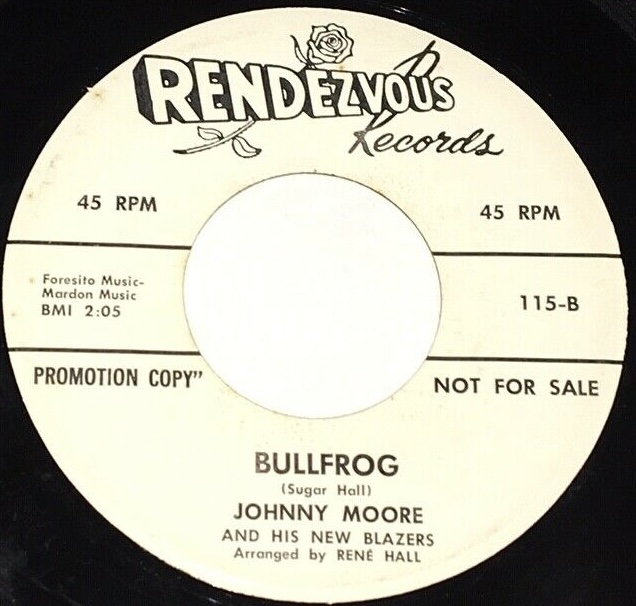 RENDEZVOUS
Records
45 RPM
45 RPM
Foresito Music-
Mardon Music
BMI 2:05
115-B
PROMOTION COPY”
NOT FOR SALE
BULLFROG
(Sugar Hall)
JOHNNY MOORE
AND HIS NEW BLAZERS
Arranged by RENÉ HALL